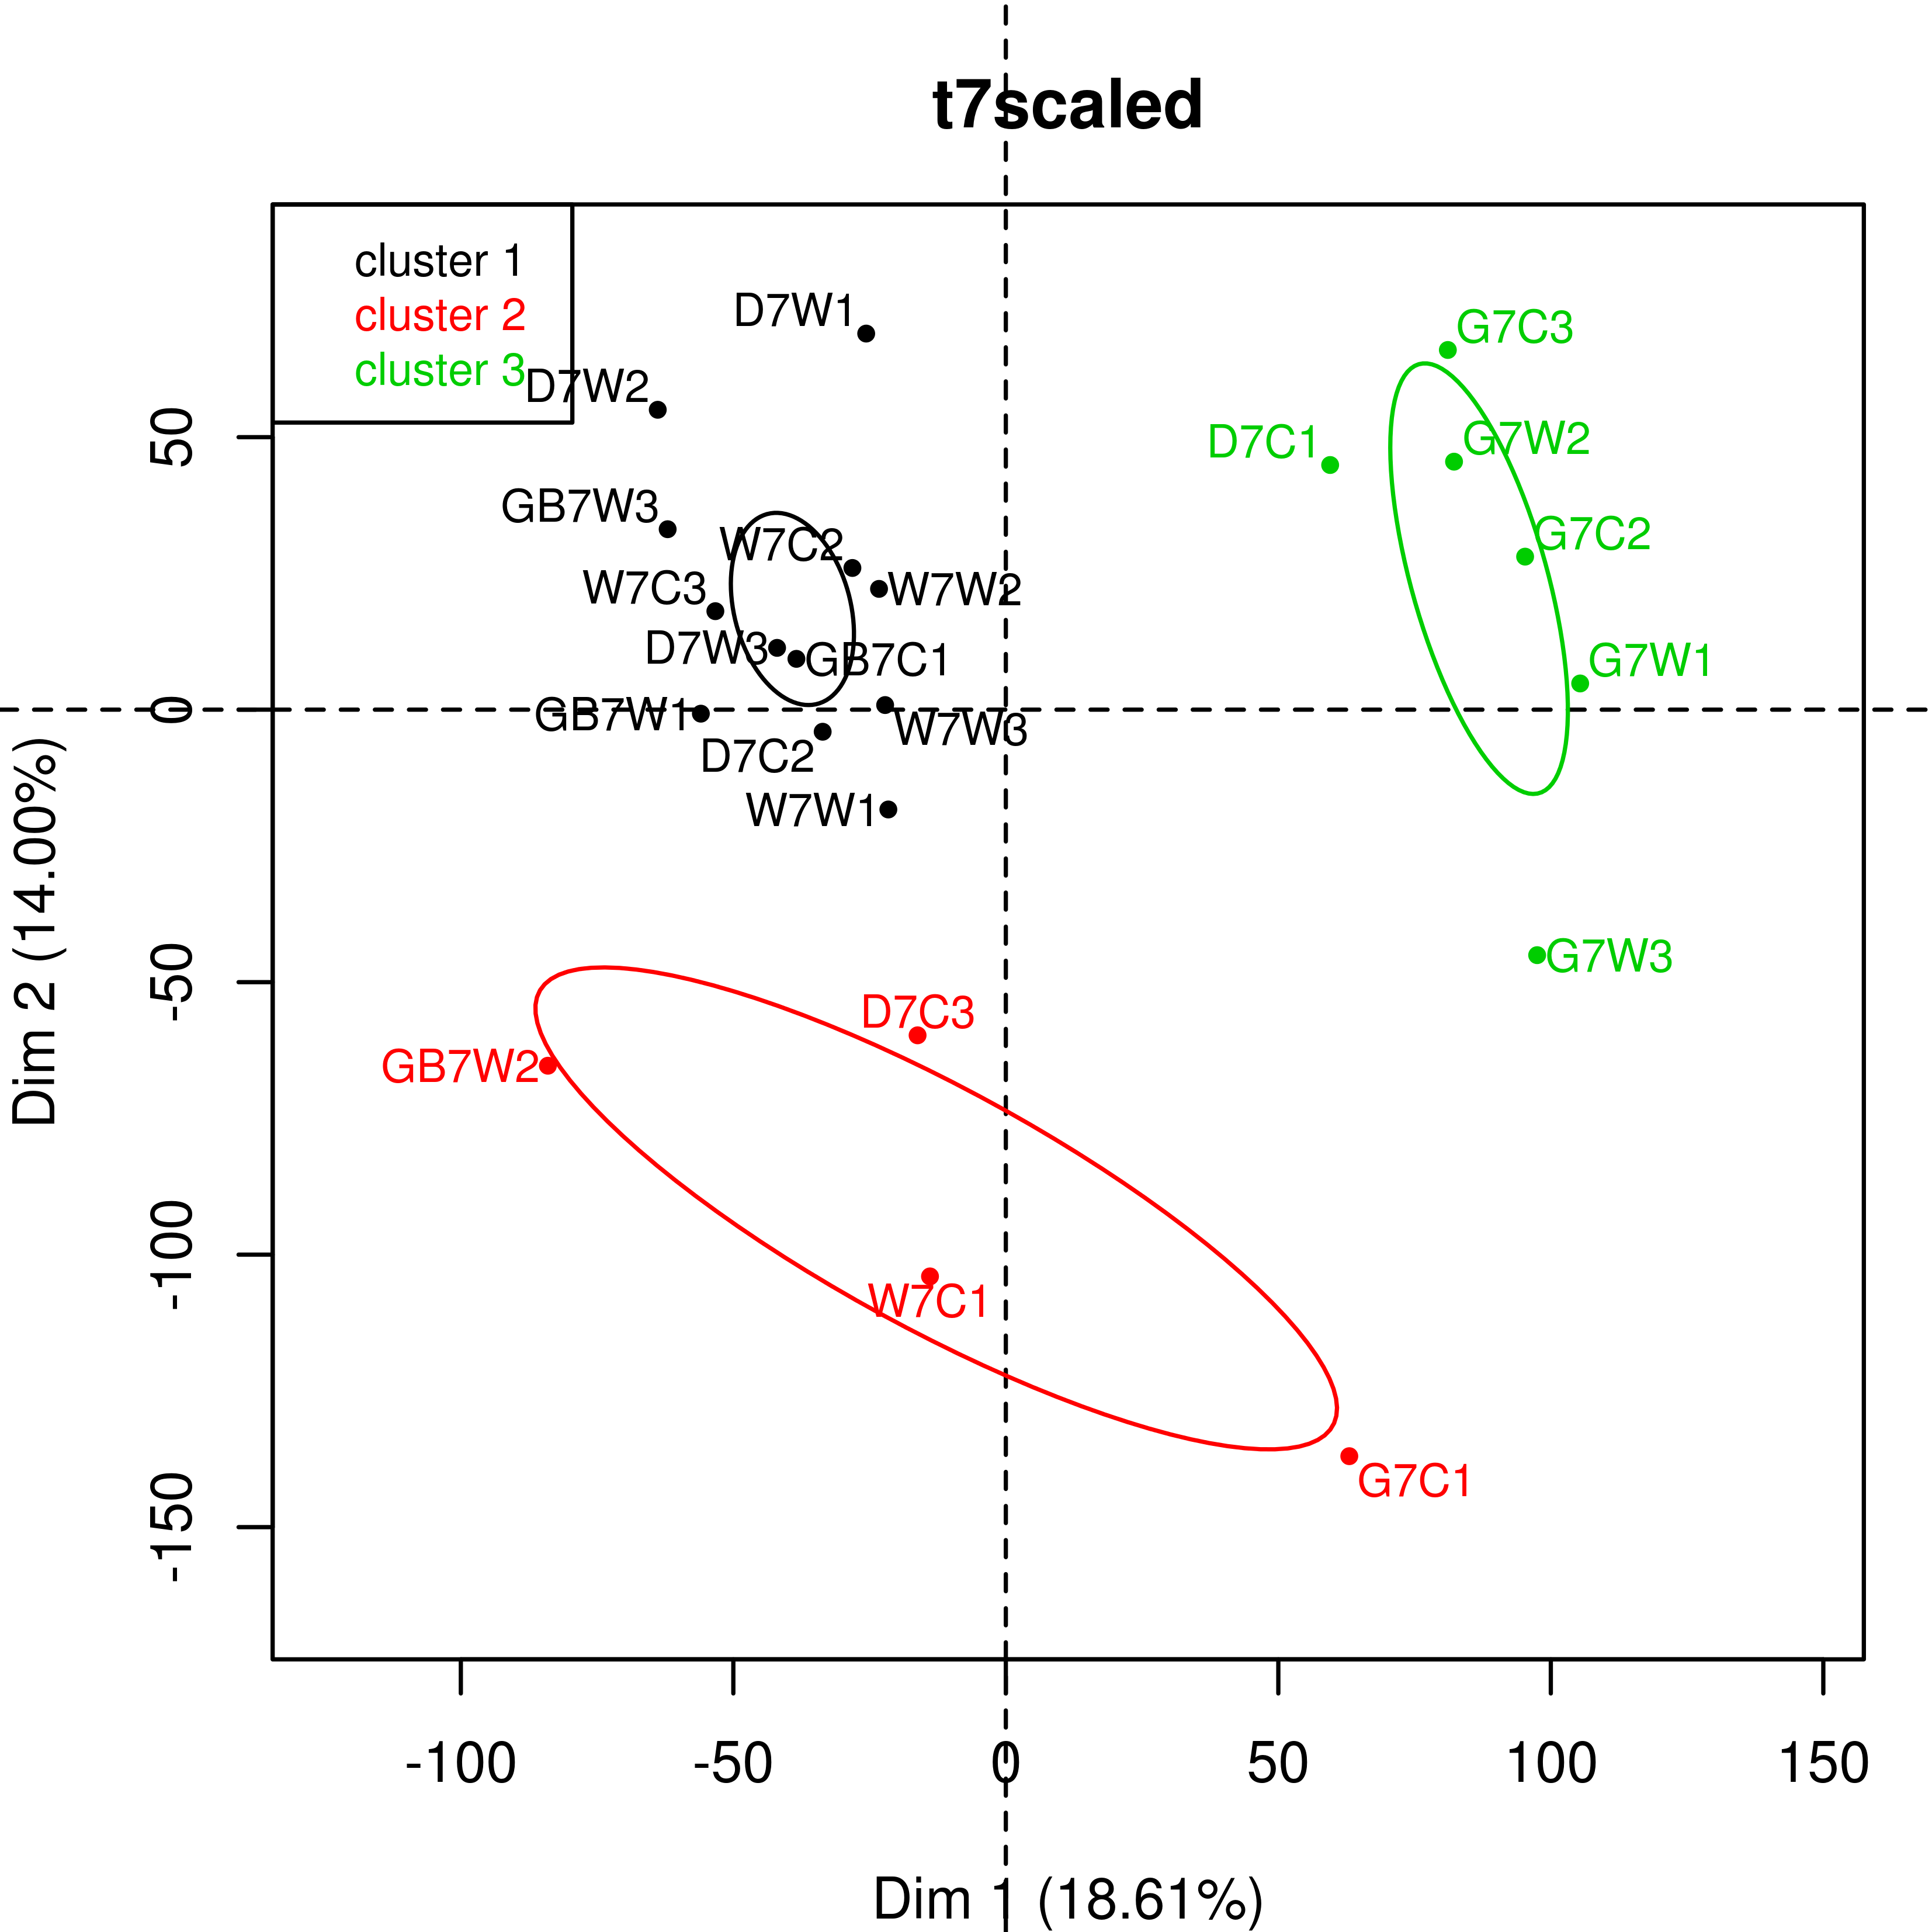 t7scaled
cluster 1
cluster 2
cluster 3
D7W1
D7W2
G7C3
D7C1
G7W2
GB7W3
W7C2
G7C2
W7C3
W7W2
D7W3
GB7C1
G7W1
GB7W1
W7W3
D7C2
W7W1
G7W3
D7C3
GB7W2
W7C1
G7C1
50
0
-50
-100
-150
Dim 2 (14.00%)
-100
-50
0
50
100
150
Dim 1 (18.61%)